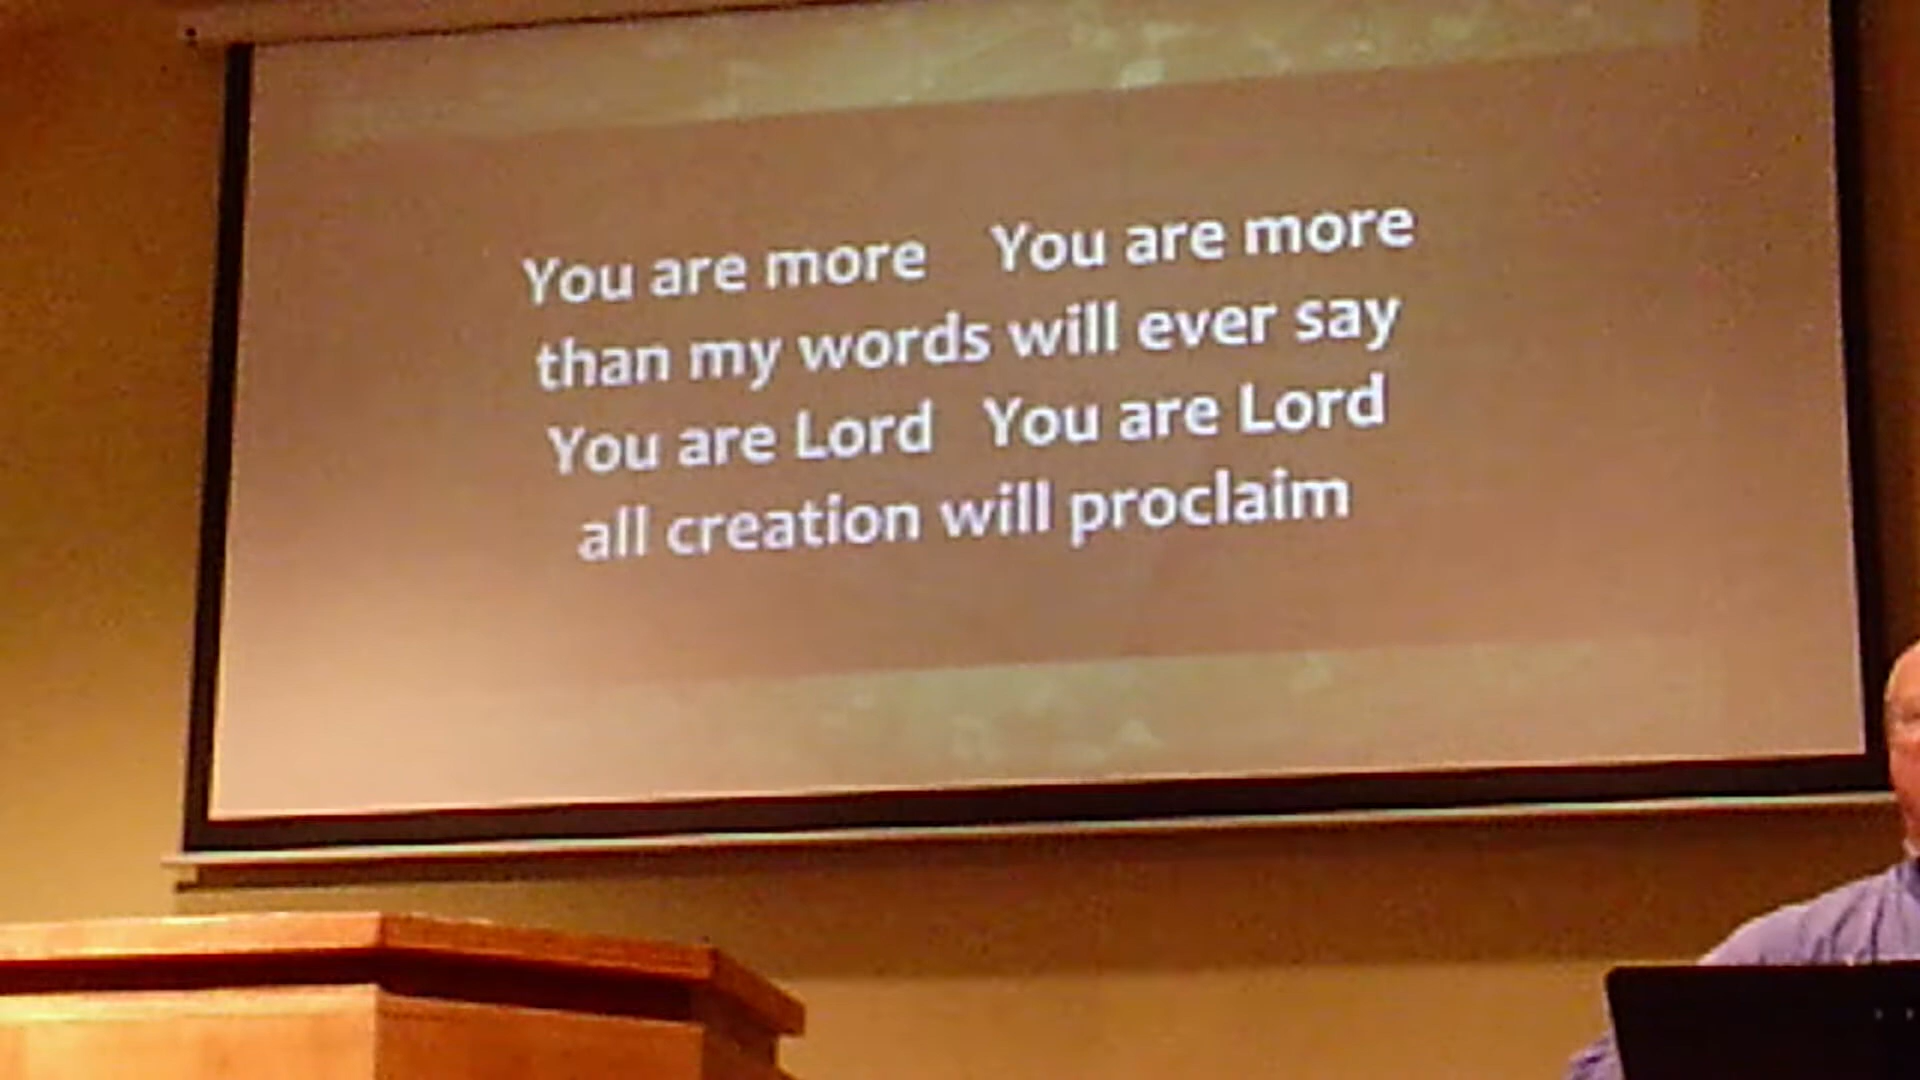 You are more You are more
than my words will ever say
You are Lord You are Lord
all creation will proclaim